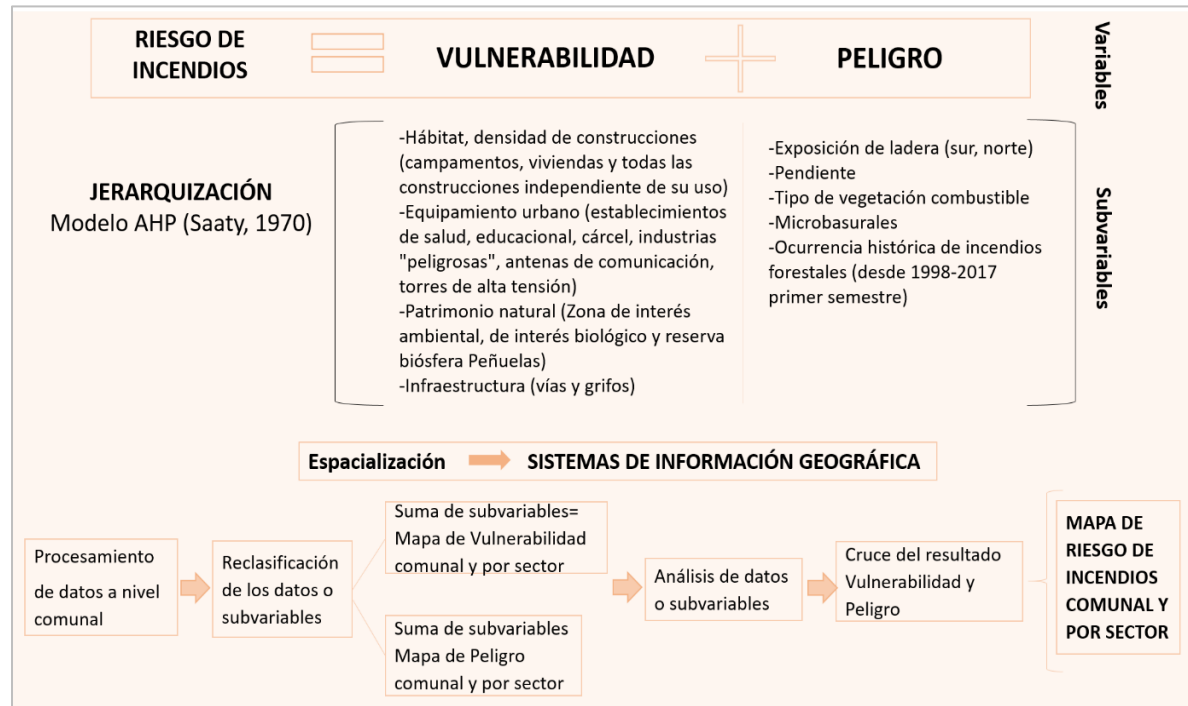 RIESGO DE
INCENDIOS
VULNERABILIDAD
PELIGRO
Variables
JERARQUIZACIÓN
Modelo AHP (Saaty, 1970)
-Hábitat, densidad de construcciones
(campamentos, viviendas y todas las
construcciones independiente de su uso)
-Equipamiento urbano (establecimientos
de salud, educacional, cárcel, industrias
"peligrosas", antenas de comunicación,
torres de alta tensión)
-Patrimonio natural (Zona de interés
ambiental, de interés biológico y reserva
biósfera Peñuelas)
-Infraestructura (vías y grifos)
-Exposición de ladera (sur, norte)
-Pendiente
-Tipo de vegetación combustible
-Microbasurales
-Ocurrencia histórica de incendios
forestales (desde 1998-2017
primer semestre)
Subvariables
Espacialización
SISTEMAS DE INFORMACIÓN GEOGRÁFICA
Procesamiento
de datos a nivel
comunal
Reclasificación
de los datos o
subvariables
Suma de subvariables=
Mapa de Vulnerabilidad
comunal y por sector
Suma de subvariables
Mapa de Peligro
comunal y por sector
Análisis de datos
o subvariables
Cruce del resultado
Vulnerabilidad y
Peligro
MAPA DE
RIESGO DE
INCENDIOS
COMUNAL Y
POR SECTOR